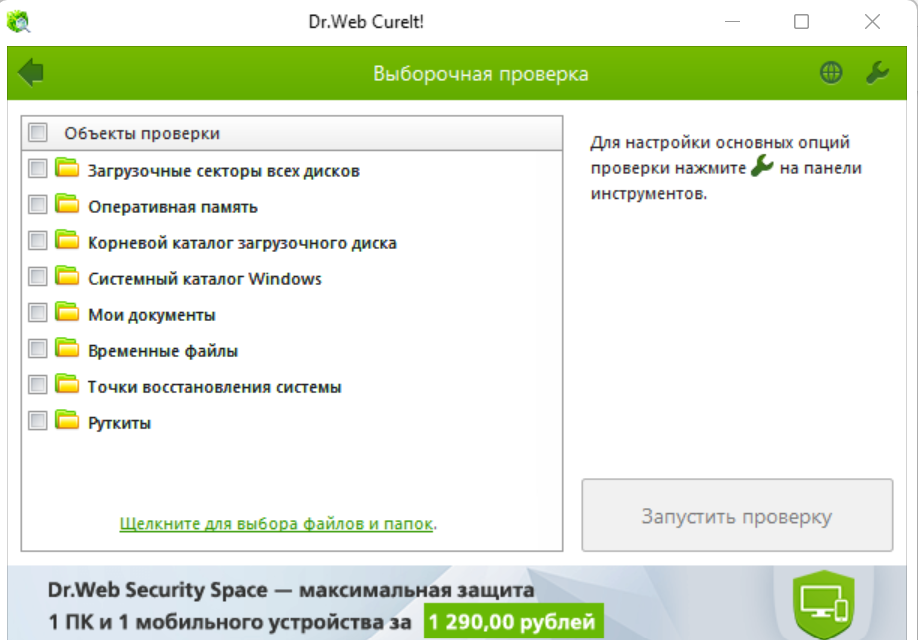 Dr.Web CureIt!
Выборочная проверка
Объекты проверки
Загрузочные секторы всех дисков
Оперативная память
Корневой каталог загрузочного диска
Системный каталог Windows
Мои документы
Временные файлы
Точки восстановления системы
Руткиты
Щелкните для выбора файлов и папок.
Для настройки основных опций
проверки нажмите на панели
инструментов.
Запустить проверку
Dr.Web Security Space — максимальная защита
1 ПК и 1 мобильного устройства за 1 290,00 рублей